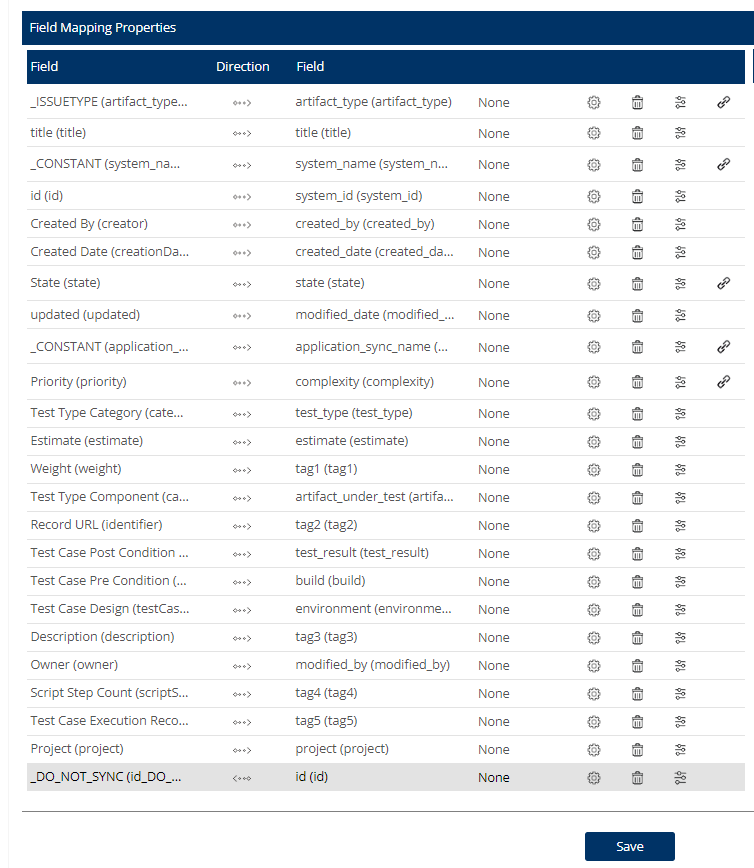 Field Mapping Properties
Field Direction Field
_ISSUETYPE (artifact_type... artifact_type (artifact_type) None
title (title) title (title) None
_CONSTANT (system_na... system_name (system_n... None
id (id) system_id (system_id) None
Created By (creator) created_by (created_by) None
Created Date (creationDa... created_date (created_da... None
State (state) state (state) None
updated (updated) modified_date (modified_... None
_CONSTANT (application_... application_sync_name (... None
Priority (priority) complexity (complexity) None
Test Type Category (cate... test_type (test_type) None
Estimate (estimate) estimate (estimate) None
Weight (weight) tag1 (tag1) None
Test Type Component (ca... artifact_under_test (artifa... None
Record URL (identifier) tag2 (tag2) None
Test Case Post Condition ... test_result (test_result) None
Test Case Pre Condition (... build (build) None
Test Case Design (testCas... environment (environme... None
Description (description) tag3 (tag3) None
Owner (owner) modified_by (modified_by) None
Script Step Count (scriptS... tag4 (tag4) None
Test Case Execution Reco... tag5 (tag5) None
Project (project) project (project) None
_DO_NOT_SYNC (id_DO_... id (id) None
Save